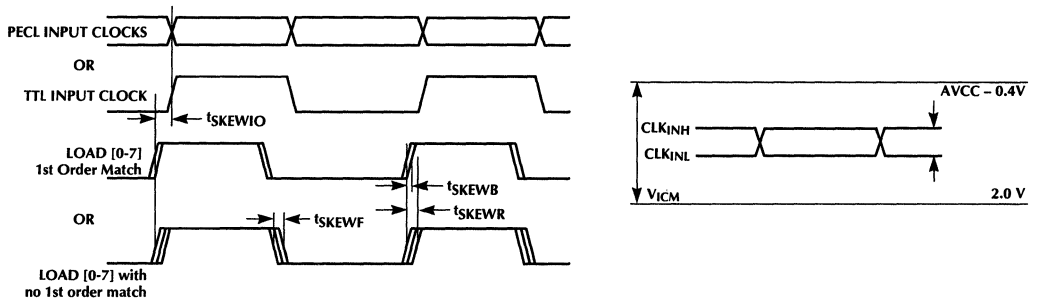 PECL INPUT CLOCKS
OR
TTL INPUT CLOCK
tSKEWIO
LOAD [0-7]
1st Order Match
tSKEWB
OR
tSKEWF
tSKEWR
LOAD [0-7] with
no 1st order match
AVCC – 0.4V
CLKINH
CLKINL
VICM
2.0 V